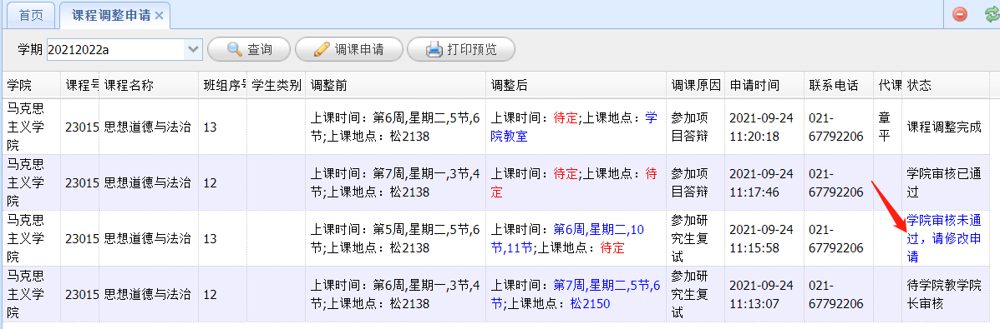 首页
课程调整申请
学期 20212022a 查询 调课申请 打印预览
学院 课程号 课程名称 班组序号 学生类别 调整前 调整后 调课原因 申请时间 联系电话 代课 状态
马克思主义学院 23015 思想道德与法治 13 上课时间：第6周,星期二,5节,6节;上课地点：松2138 上课时间：待定;上课地点：学院教室 参加项目答辩 2021-09-24 11:20:18 021-67792206 章平 课程调整完成
马克思主义学院 23015 思想道德与法治 12 上课时间：第7周,星期一,3节,4节;上课地点：松2138 上课时间：待定;上课地点：待定 参加项目答辩 2021-09-24 11:17:46 021-67792206 学院审核已通过
马克思主义学院 23015 思想道德与法治 13 上课时间：第5周,星期二,5节,6节;上课地点：松2138 上课时间：第6周,星期二,10节,11节;上课地点：待定 参加研究生复试 2021-09-24 11:15:58 021-67792206 学院审核未通过，请修改申请
马克思主义学院 23015 思想道德与法治 12 上课时间：第6周,星期一,3节,4节;上课地点：松2138 上课时间：第7周,星期二,5节,6节;上课地点：松2150 参加研究生复试 2021-09-24 11:13:07 021-67792206 待学院教学院长审核